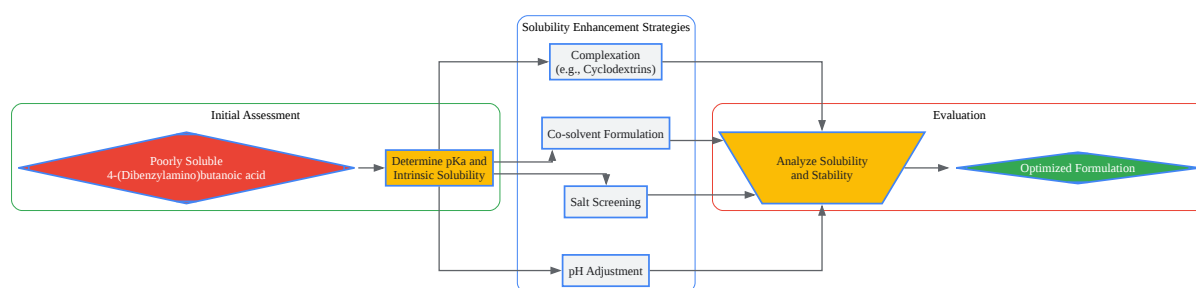 Solubility Enhancement Strategies
Complexation
(e.g., Cyclodextrins)
Initial Assessment
Evaluation
Poorly Soluble
4-(Dibenzylamino)butanoic acid
Determine pKa and
Intrinsic Solubility
Co-solvent Formulation
Analyze Solubility
and Stability
Optimized Formulation
Salt Screening
pH Adjustment